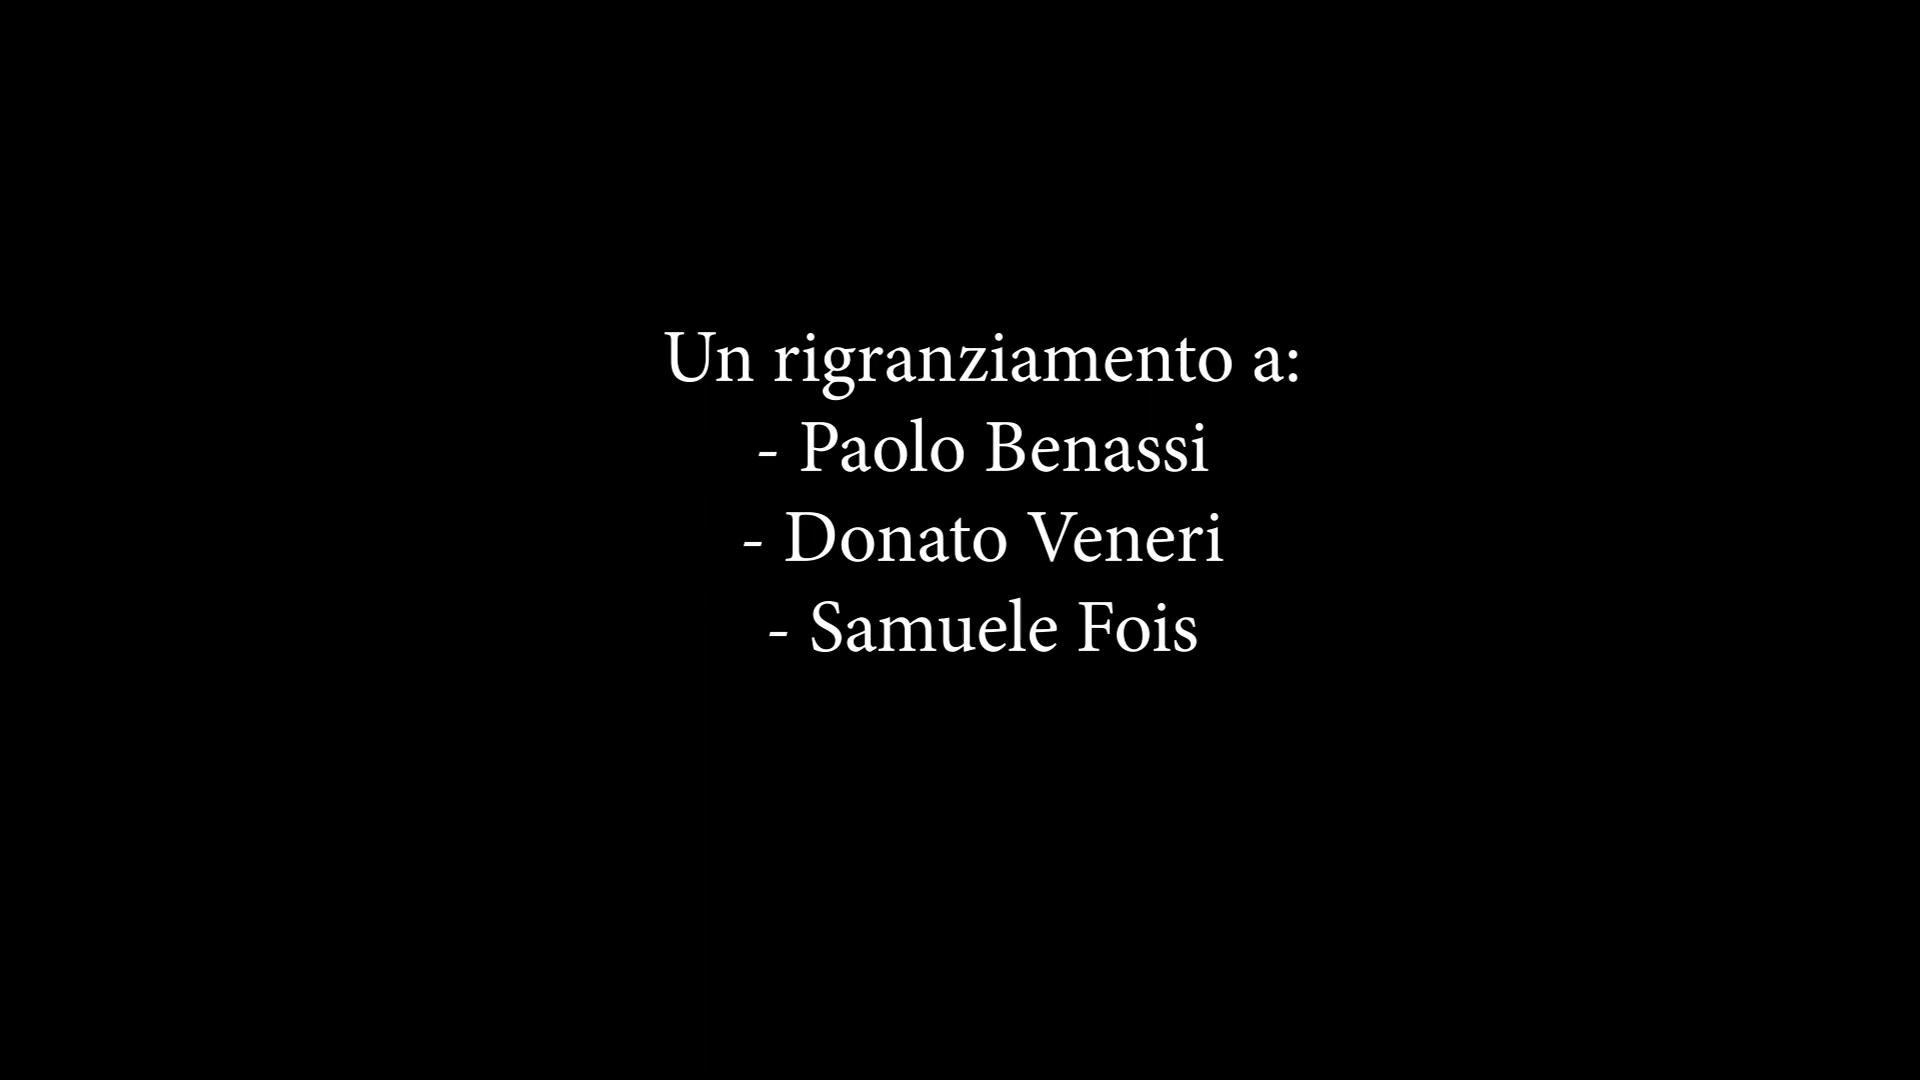 Un rigranziamento a:
- Paolo Benassi
- Donato Veneri
- Samuele Fois